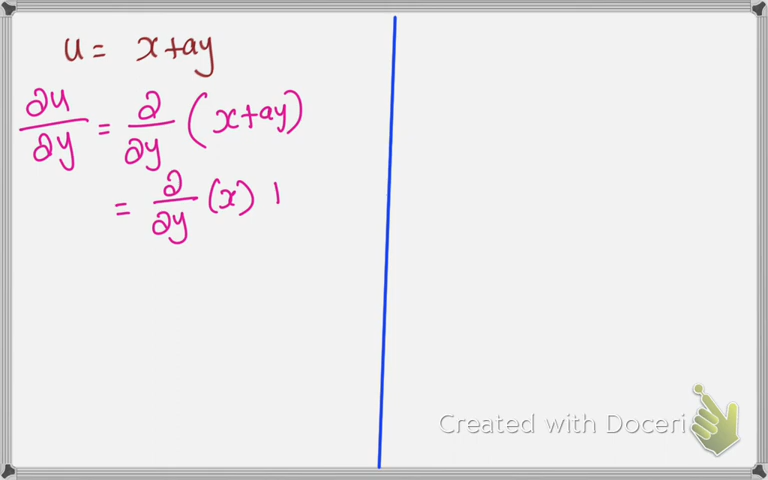 u = x+ay
∂u/∂y = ∂/∂y (x+ay)
= ∂/∂y (x) I
Created with Doceri